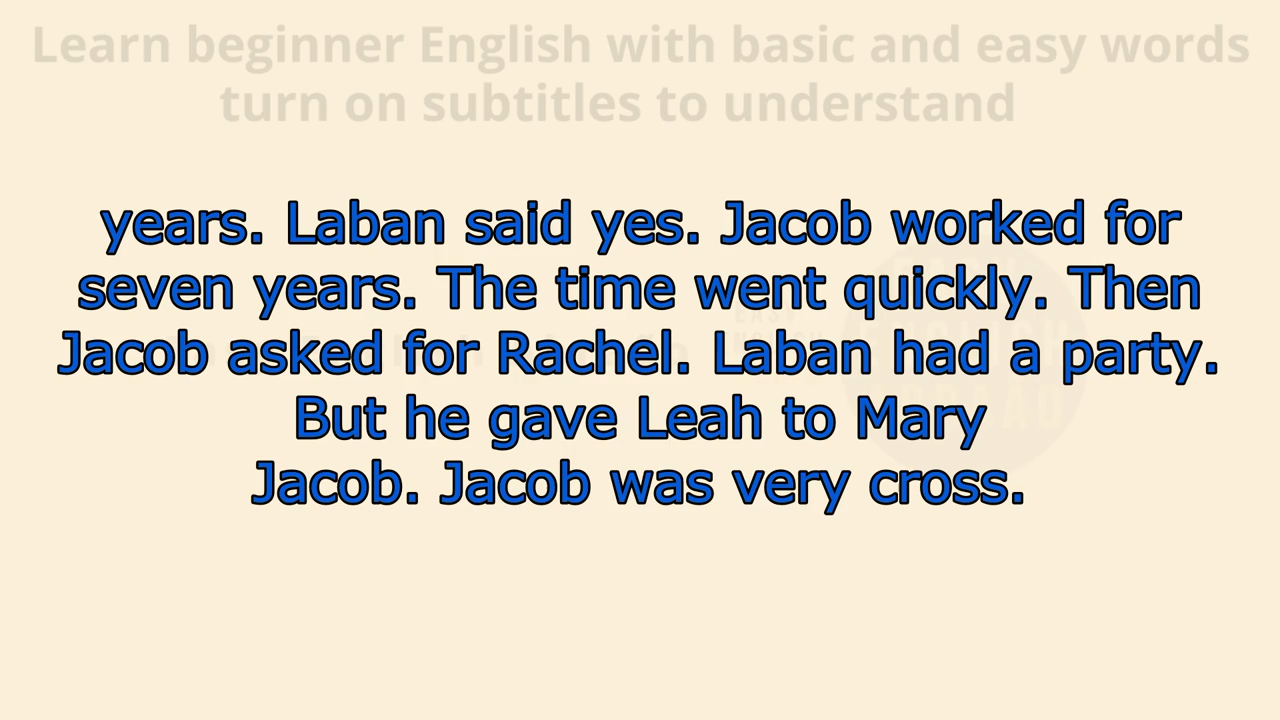 Learn beginner English with basic and easy words
turn on subtitles to understand
years. Laban said yes. Jacob worked for
seven years. The time went quickly. Then
Jacob asked for Rachel. Laban had a party.
But he gave Leah to Mary
Jacob. Jacob was very cross.